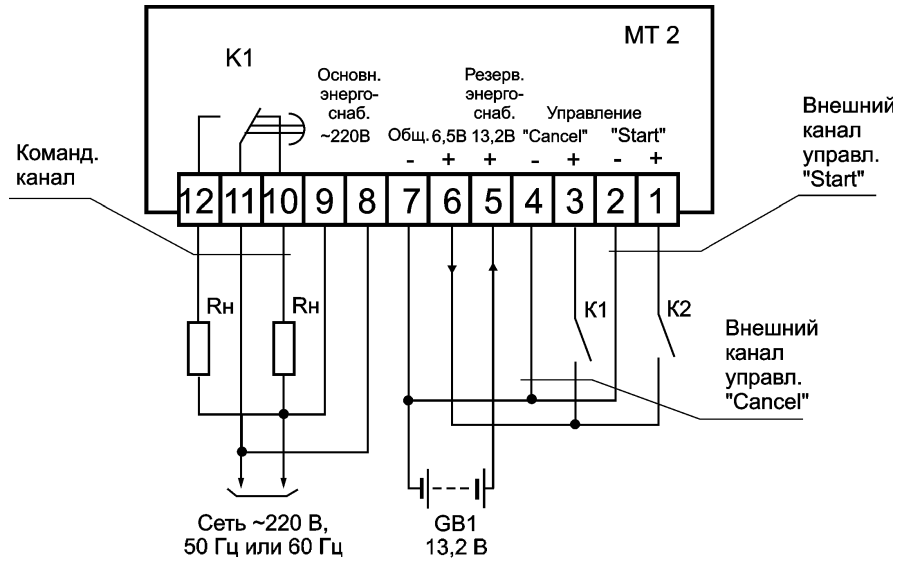 МТ 2
K1
Основн.
энерго-
снаб.
~220В
Резерв.
энерго-
снаб.
Общ. 6,5В 13,2В
Управление
"Cancel" "Start"
- + + - + - +
12 11 10 9 8 7 6 5 4 3 2 1
Команд.
канал
Внешний
канал
управл.
"Start"
Rн
Rн
К1
К2
Внешний
канал
управл.
"Cancel"
Сеть ~220 В,
50 Гц или 60 Гц
GB1
13,2 В